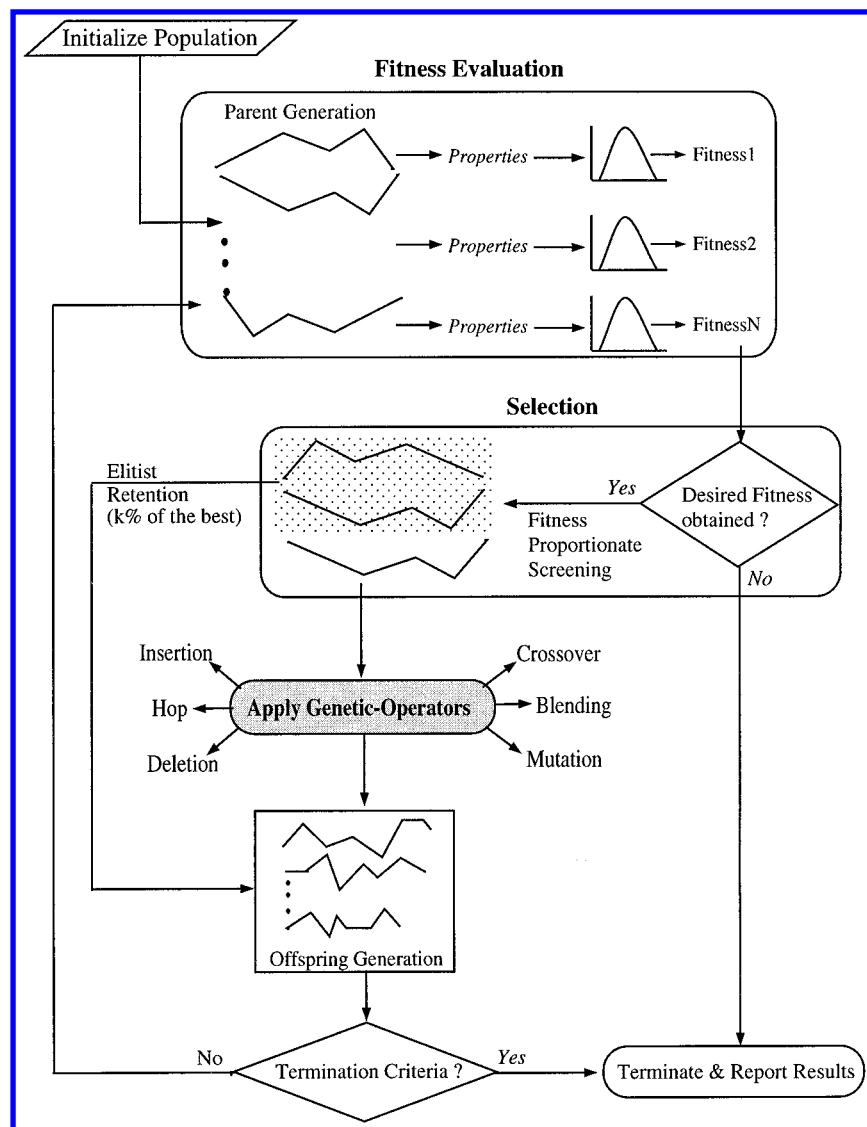 Initialize Population
Fitness Evaluation
Parent Generation
Properties
Fitness1
Properties
Fitness2
Properties
FitnessN
Selection
Elitist
Retention
(k% of the best)
Yes
Fitness
Proportionate
Screening
Desired Fitness
obtained ?
No
Insertion
Crossover
Hop
Apply Genetic-Operators
Blending
Deletion
Mutation
Offspring Generation
No
Termination Criteria ?
Yes
Terminate & Report Results